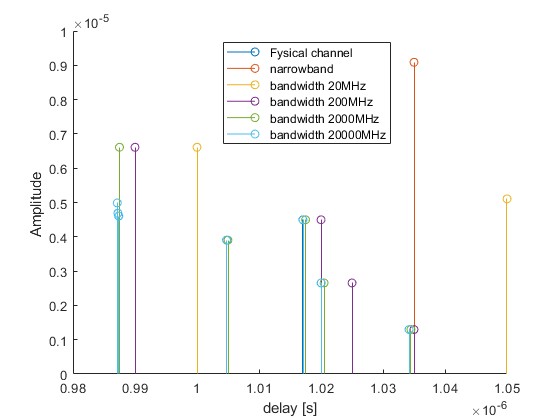 ×10^-5
1
0.9
0.8
0.7
0.6
0.5
0.4
0.3
0.2
0.1
0
Amplitude
Fysical channel
narrowband
bandwidth 20MHz
bandwidth 200MHz
bandwidth 2000MHz
bandwidth 20000MHz
0.98 0.99 1 1.01 1.02 1.03 1.04 1.05
delay [s]
×10^-6